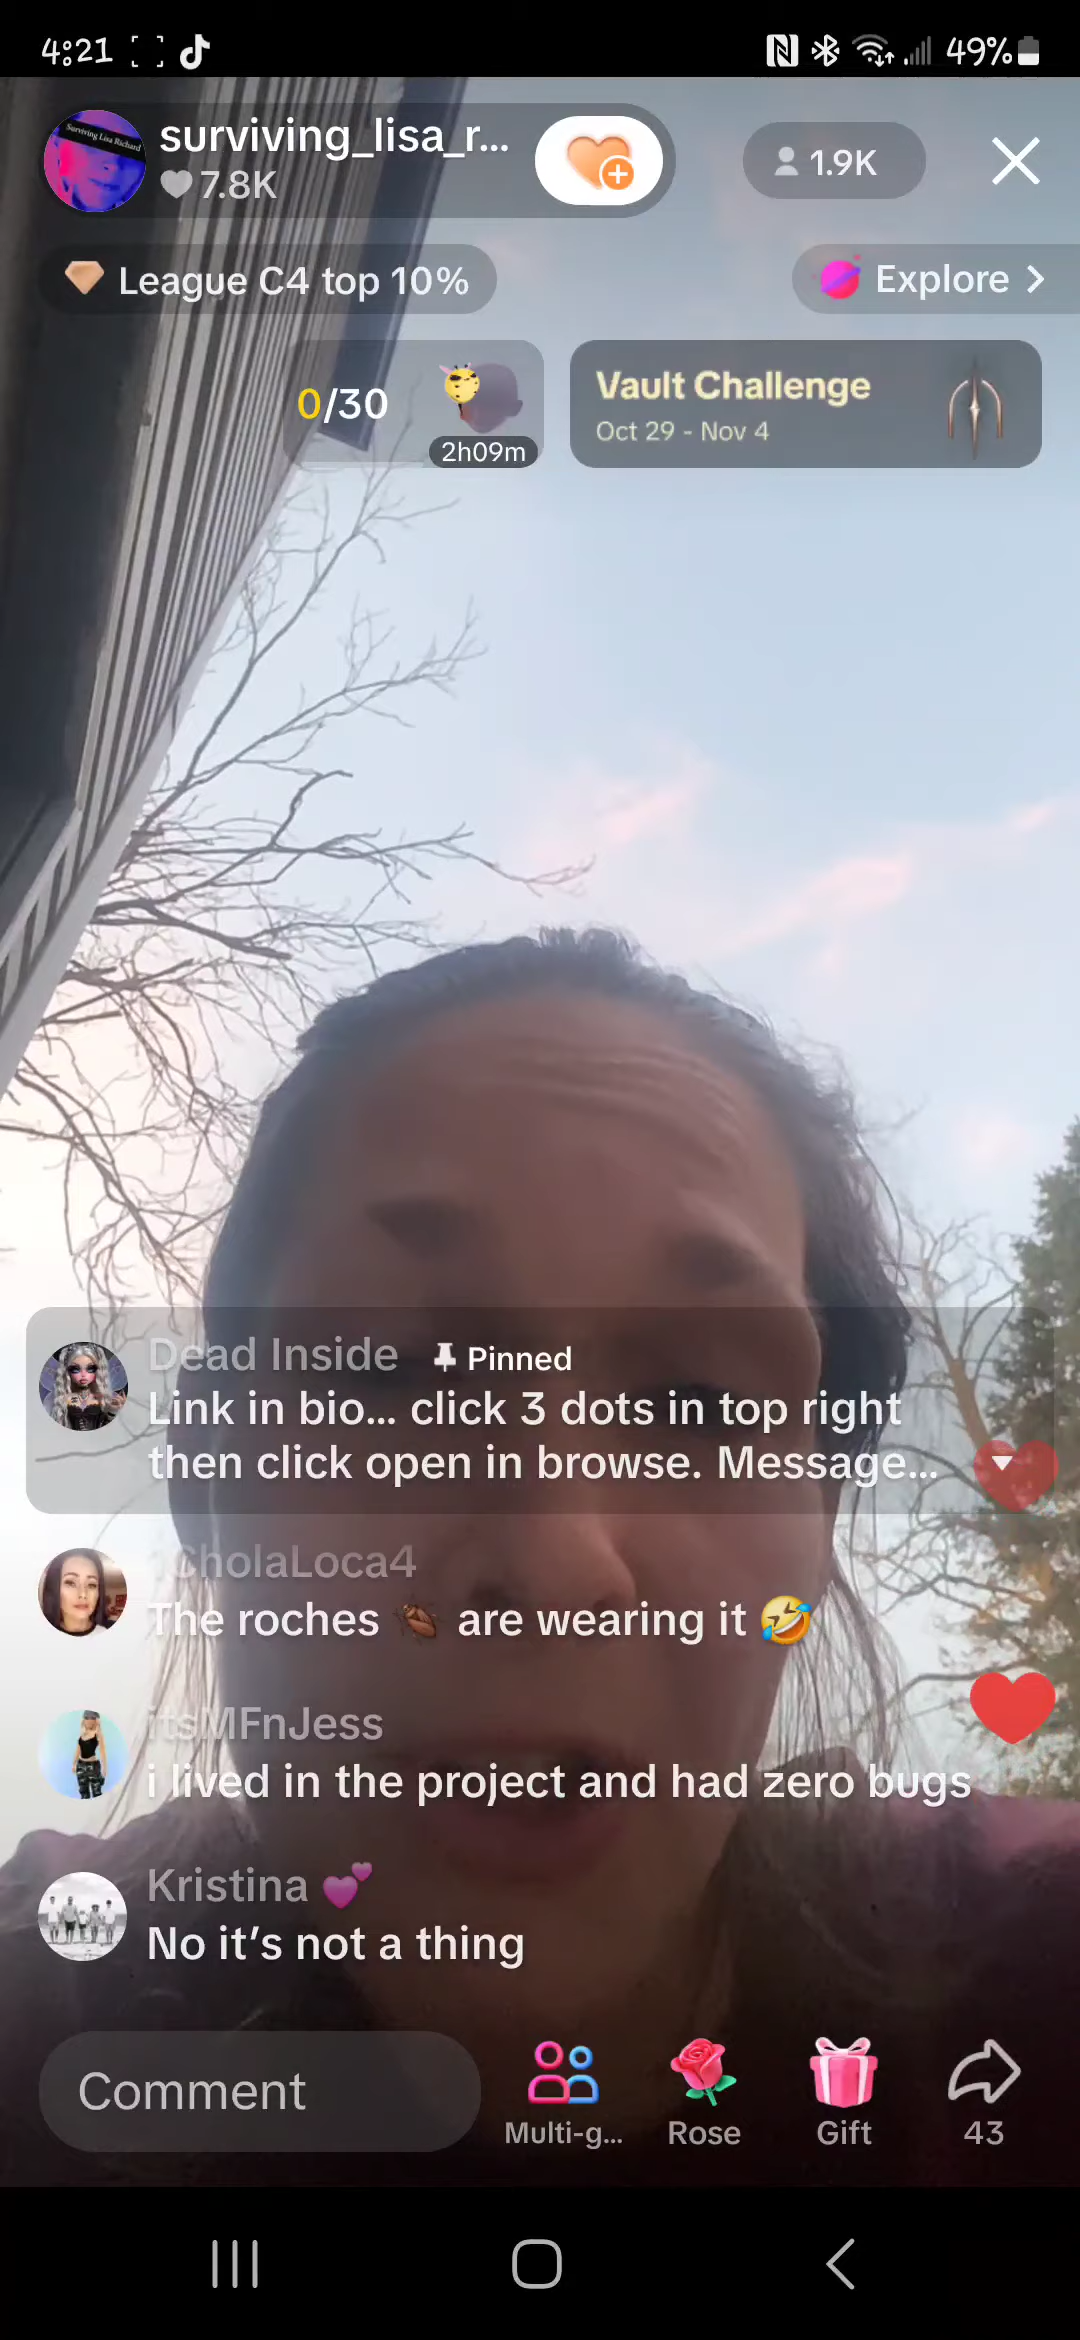 4:21
49%
Surviving Lisa Richard
surviving_lisa_r...
7.8K
1.9K
League C4 top 10%
Explore
0/30
2h09m
Vault Challenge
Oct 29 - Nov 4
Dead Inside Pinned
Link in bio... click 3 dots in top right
then click open in browse. Message...
CholaLoca4
The roches 🪳 are wearing it 🤣
itsMFnJess
i lived in the project and had zero bugs
Kristina 💕
No it's not a thing
Comment
Multi-g...
Rose
Gift
43